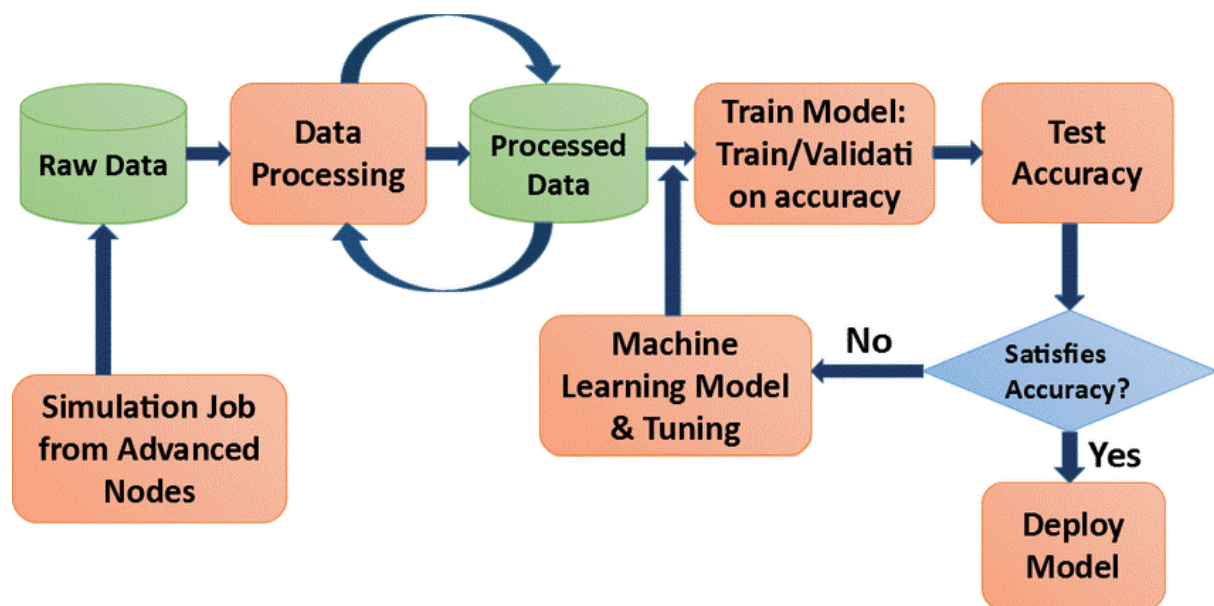 Raw Data
Data
Processing
Processed
Data
Train Model:
Train/Validati
on accuracy
Test
Accuracy
Simulation Job
from Advanced
Nodes
Machine
Learning Model
& Tuning
No
Satisfies
Accuracy?
Yes
Deploy
Model